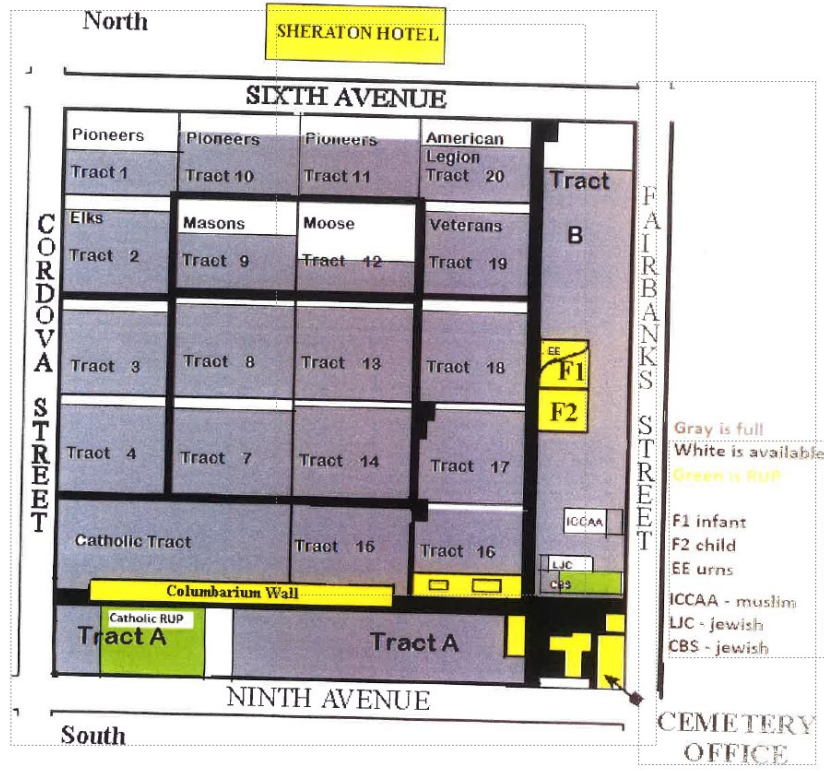 North
SHERATON HOTEL
SIXTH AVENUE
Pioneers
Tract 1
Pioneers
Tract 10
Pioneers
Tract 11
American
Legion
Tract 20
Tract
B
Elks
Tract 2
Masons
Tract 9
Moose
Tract 12
Veterans
Tract 19
CORDOVA STREET
FAIRBANKS STREET
Tract 3
Tract 8
Tract 13
Tract 18
EE
F1
F2
Tract 4
Tract 7
Tract 14
Tract 17
Gray is full
White is available
Green is RUP
F1 infant
F2 child
EE urns
ICCAA - muslim
LJC - jewish
CBS - jewish
Catholic Tract
Tract 15
Tract 16
ICCAA
LJC
CBS
Columbarium Wall
Catholic RUP
Tract A
Tract A
NINTH AVENUE
South
CEMETERY
OFFICE